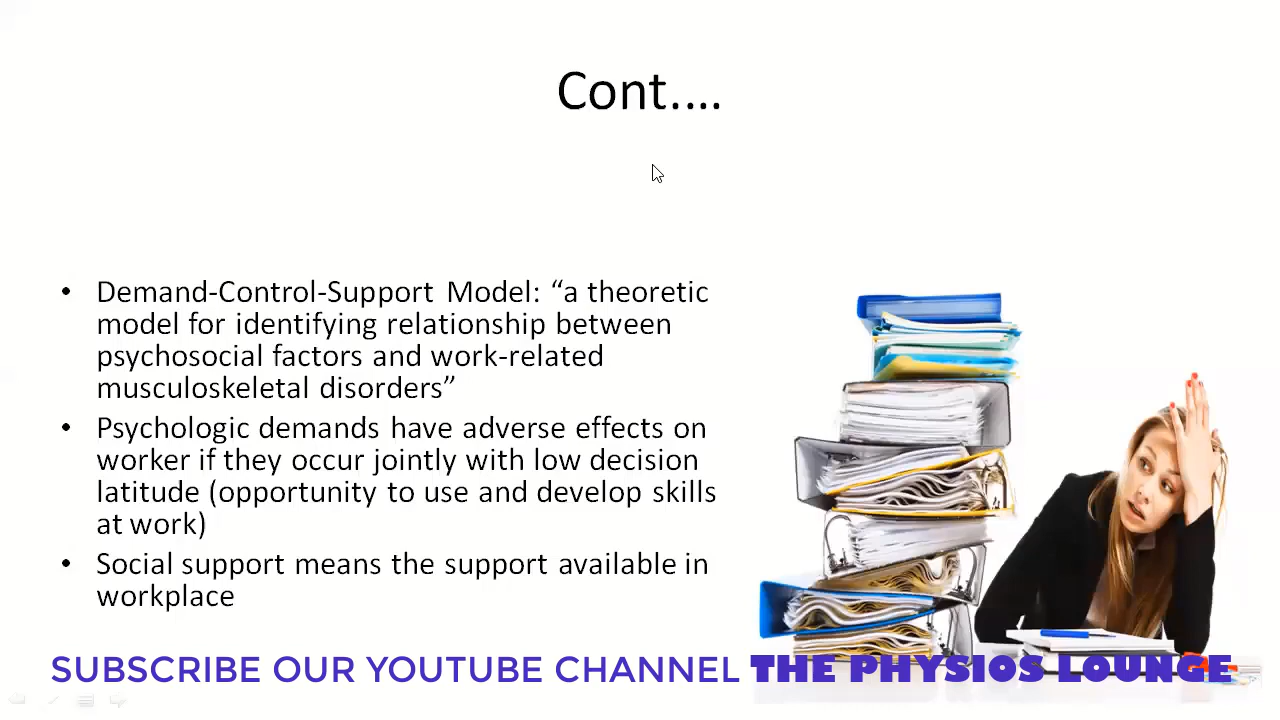 Cont....
• Demand-Control-Support Model: “a theoretic
model for identifying relationship between
psychosocial factors and work-related
musculoskeletal disorders”
• Psychologic demands have adverse effects on
worker if they occur jointly with low decision
latitude (opportunity to use and develop skills
at work)
• Social support means the support available in
workplace
SUBSCRIBE OUR YOUTUBE CHANNEL THE PHYSIOS LOUNGE